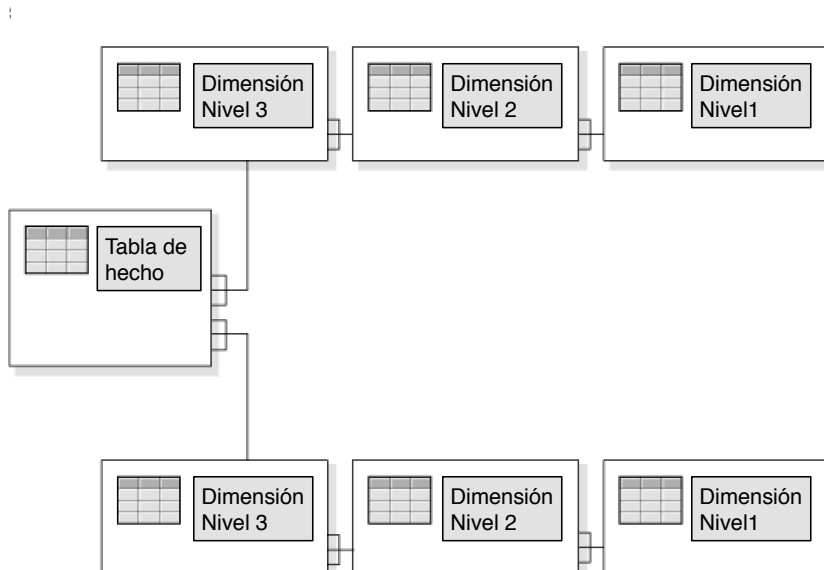 Dimensión
Nivel 3
Dimensión
Nivel 2
Dimensión
Nivel1
Tabla de
hecho
Dimensión
Nivel 3
Dimensión
Nivel 2
Dimensión
Nivel1